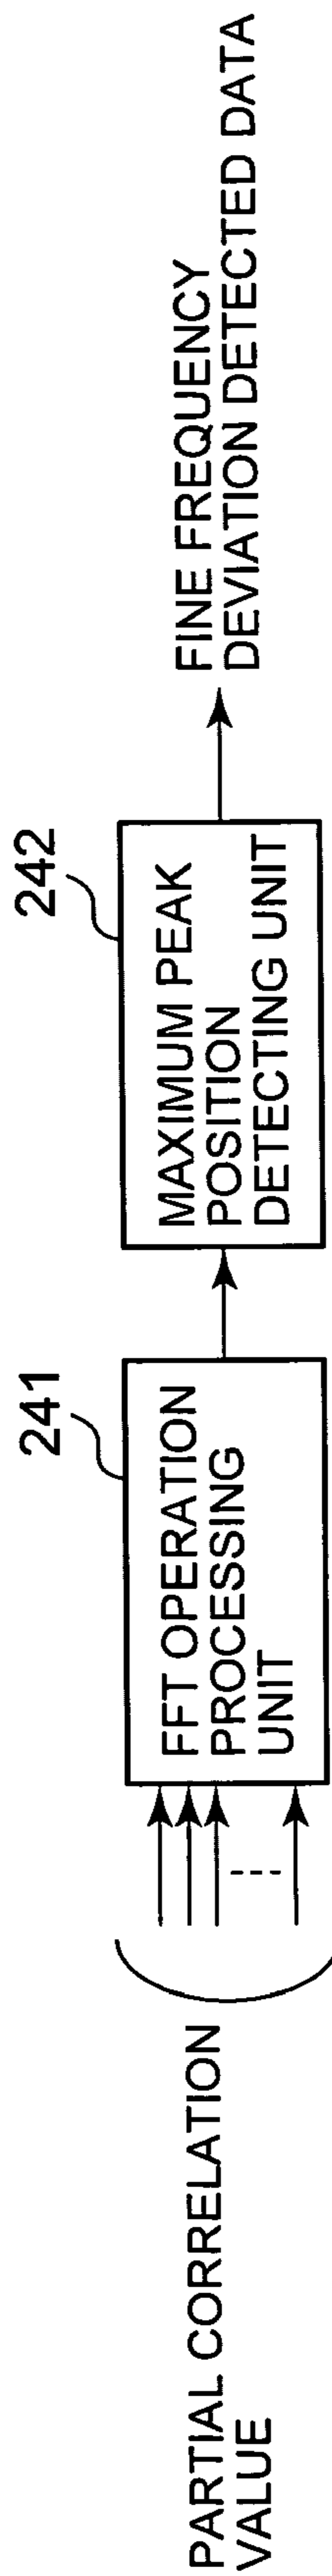 PARTIAL CORRELATION
VALUE
241
FFT OPERATION
PROCESSING
UNIT
242
MAXIMUM PEAK
POSITION
DETECTING UNIT
FINE FREQUENCY
DEVIATION DETECTED DATA